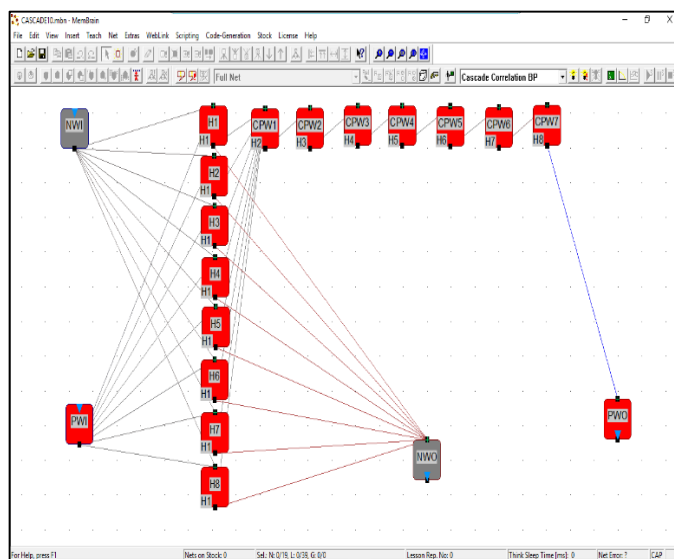 CASCADE10.mbn - MemBrain
File Edit View Insert Teach Net Extras WebLink Scripting Code-Generation Stock License Help
Full Net Cascade Correlation BP
NWI H1 CPW1 CPW2 CPW3 CPW4 CPW5 CPW6 CPW7
H1 H2 H3 H4 H5 H6 H7 H8
H2
H1
H3
H1
H4
H1
H5
H1
H6
H1
PWI H7 PWO
H1 NWO
H8
H1
For Help, press F1 Nets on Stock: 0 Sel.: N: 0/19, L: 0/39, G: 0/0 Lesson Rep. No: 0 Think Sleep Time [ms]: 0 Net Error: ? CAP